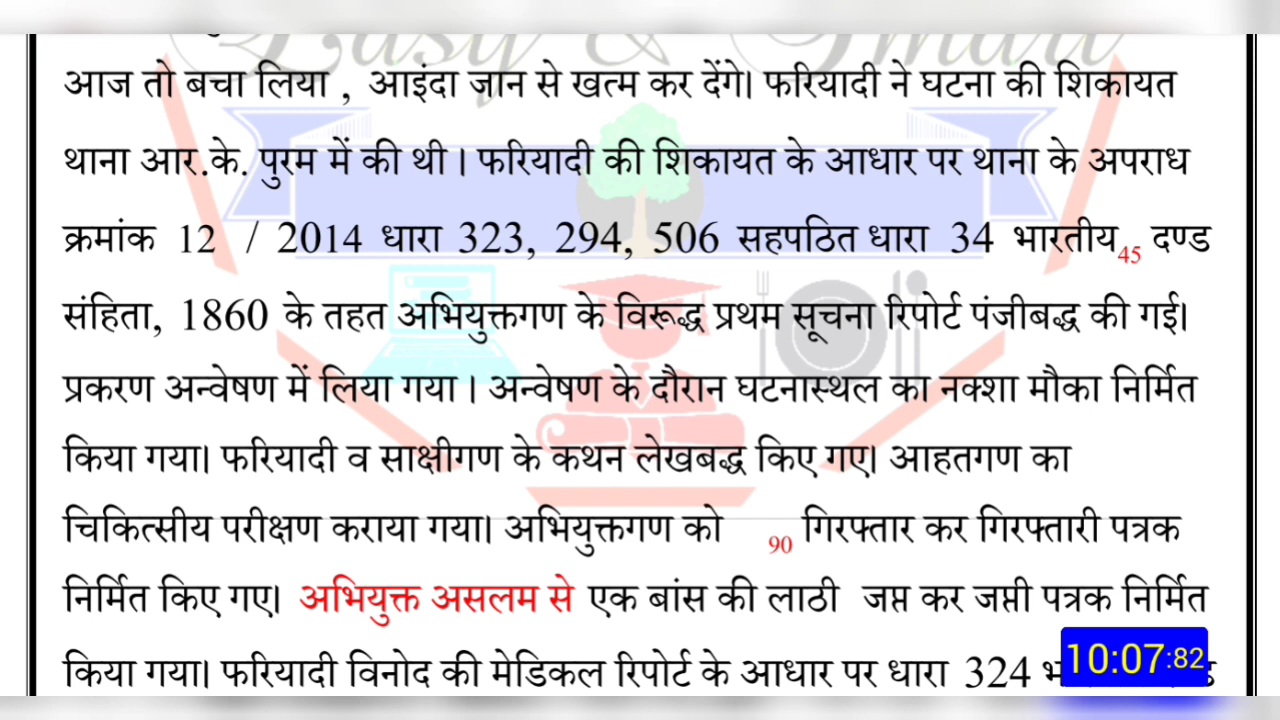 आज तो बचा लिया , आइंदा जान से खत्म कर देंगे। फरियादी ने घटना की शिकायत
थाना आर.के. पुरम में की थी । फरियादी की शिकायत के आधार पर थाना के अपराध
क्रमांक 12 / 2014 धारा 323, 294, 506 सहपठित धारा 34 भारतीय 45 दण्ड
संहिता, 1860 के तहत अभियुक्तगण के विरूद्ध प्रथम सूचना रिपोर्ट पंजीबद्ध की गई।
प्रकरण अन्वेषण में लिया गया । अन्वेषण के दौरान घटनास्थल का नक्शा मौका निर्मित
किया गया। फरियादी व साक्षीगण के कथन लेखबद्ध किए गए। आहतगण का
चिकित्सीय परीक्षण कराया गया। अभियुक्तगण को 90 गिरफ्तार कर गिरफ्तारी पत्रक
निर्मित किए गए। अभियुक्त असलम से एक बांस की लाठी जप्त कर जप्ती पत्रक निर्मित
किया गया। फरियादी विनोद की मेडिकल रिपोर्ट के आधार पर धारा 324
10:07:82